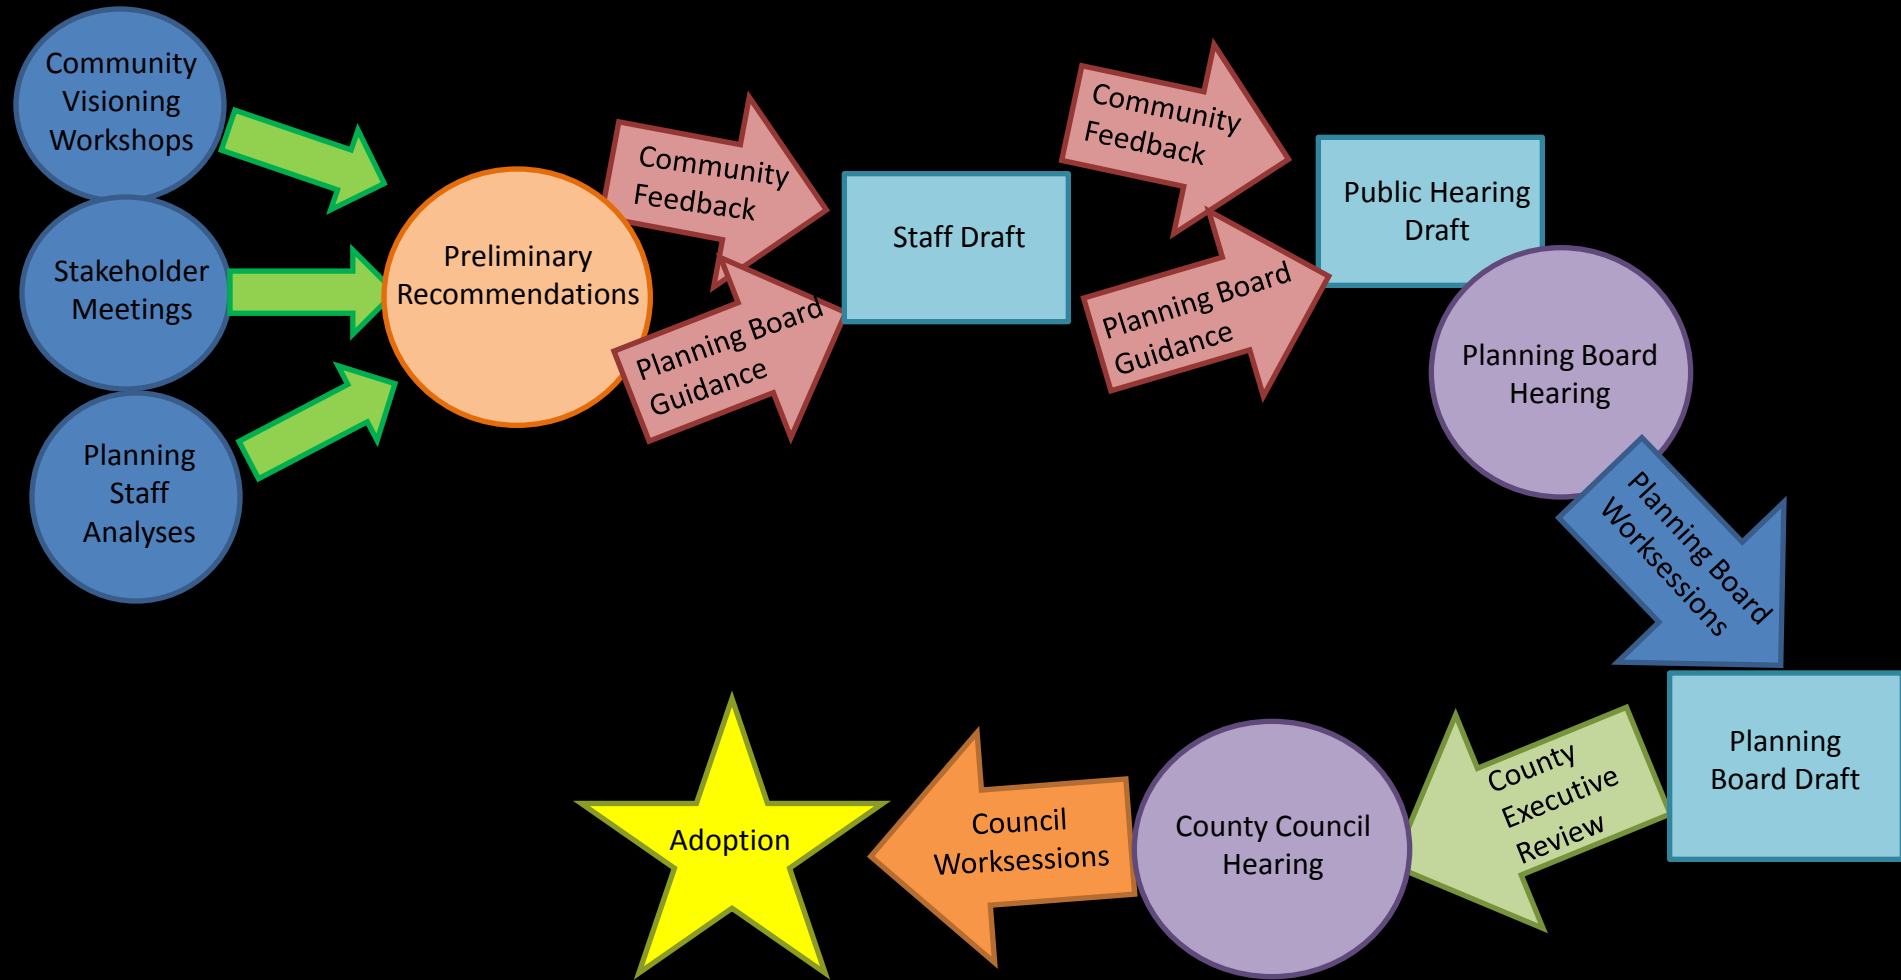 Community
Visioning
Workshops
Stakeholder
Meetings
Planning
Staff
Analyses
Preliminary
Recommendations
Community
Feedback
Planning Board
Guidance
Staff Draft
Community
Feedback
Planning Board
Guidance
Public Hearing
Draft
Planning Board
Hearing
Planning Board
Worksessions
Planning
Board Draft
County
Executive
Review
County Council
Hearing
Council
Worksessions
Adoption